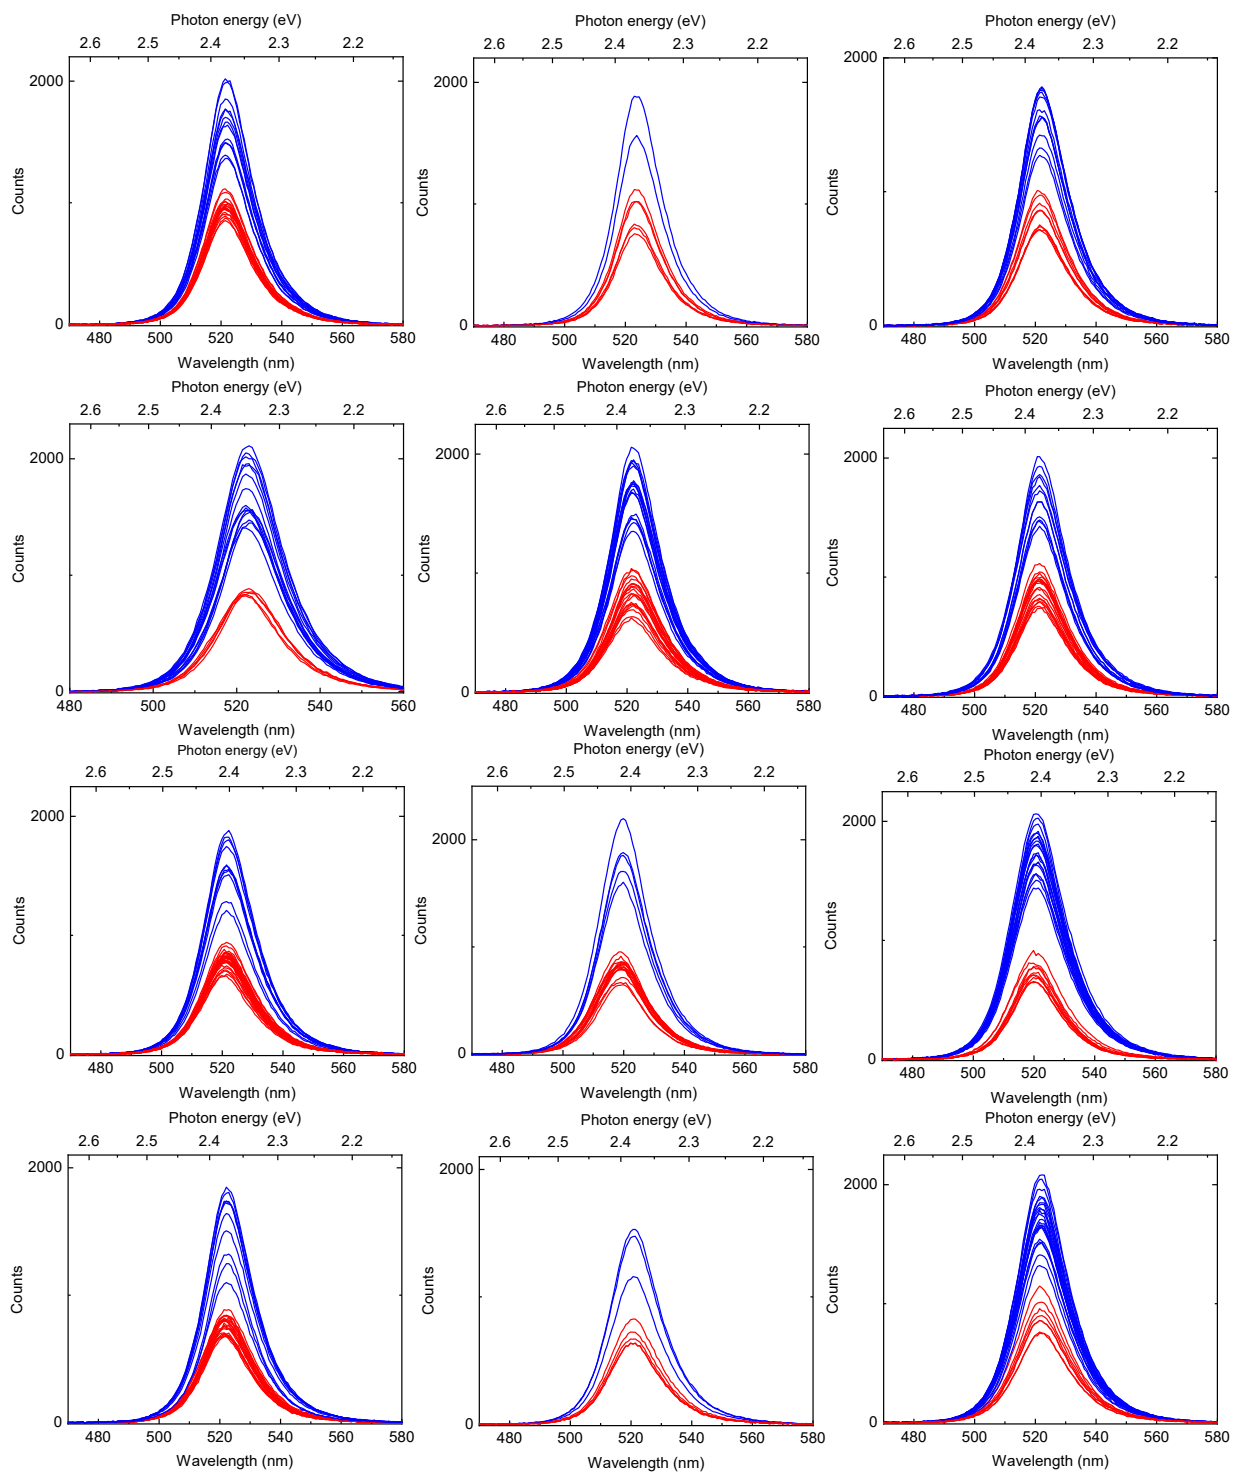 Photon energy (eV) Photon energy (eV) Photon energy (eV)
2.6 2.5 2.4 2.3 2.2 2.6 2.5 2.4 2.3 2.2 2.6 2.5 2.4 2.3 2.2
2000 2000 2000
Counts Counts Counts
0 0 0
480 500 520 540 560 580 480 500 520 540 560 580 480 500 520 540 560 580
Wavelength (nm) Wavelength (nm) Wavelength (nm)
Photon energy (eV) Photon energy (eV) Photon energy (eV)
2.6 2.5 2.4 2.3 2.2 2.6 2.5 2.4 2.3 2.2 2.6 2.5 2.4 2.3 2.2
2000 2000 2000
Counts Counts Counts
0 0 0
480 500 520 540 560 480 500 520 540 560 580 480 500 520 540 560 580
Wavelength (nm) Wavelength (nm) Wavelength (nm)
Photon energy (eV) Photon energy (eV) Photon energy (eV)
2.6 2.5 2.4 2.3 2.2 2.6 2.5 2.4 2.3 2.2 2.6 2.5 2.4 2.3 2.2
2000 2000 2000
Counts Counts Counts
0 0 0
480 500 520 540 560 580 480 500 520 540 560 580 480 500 520 540 560 580
Wavelength (nm) Wavelength (nm) Wavelength (nm)
Photon energy (eV) Photon energy (eV) Photon energy (eV)
2.6 2.5 2.4 2.3 2.2 2.6 2.5 2.4 2.3 2.2 2.6 2.5 2.4 2.3 2.2
2000 2000 2000
Counts Counts Counts
0 0 0
480 500 520 540 560 580 480 500 520 540 560 580 480 500 520 540 560 580
Wavelength (nm) Wavelength (nm) Wavelength (nm)